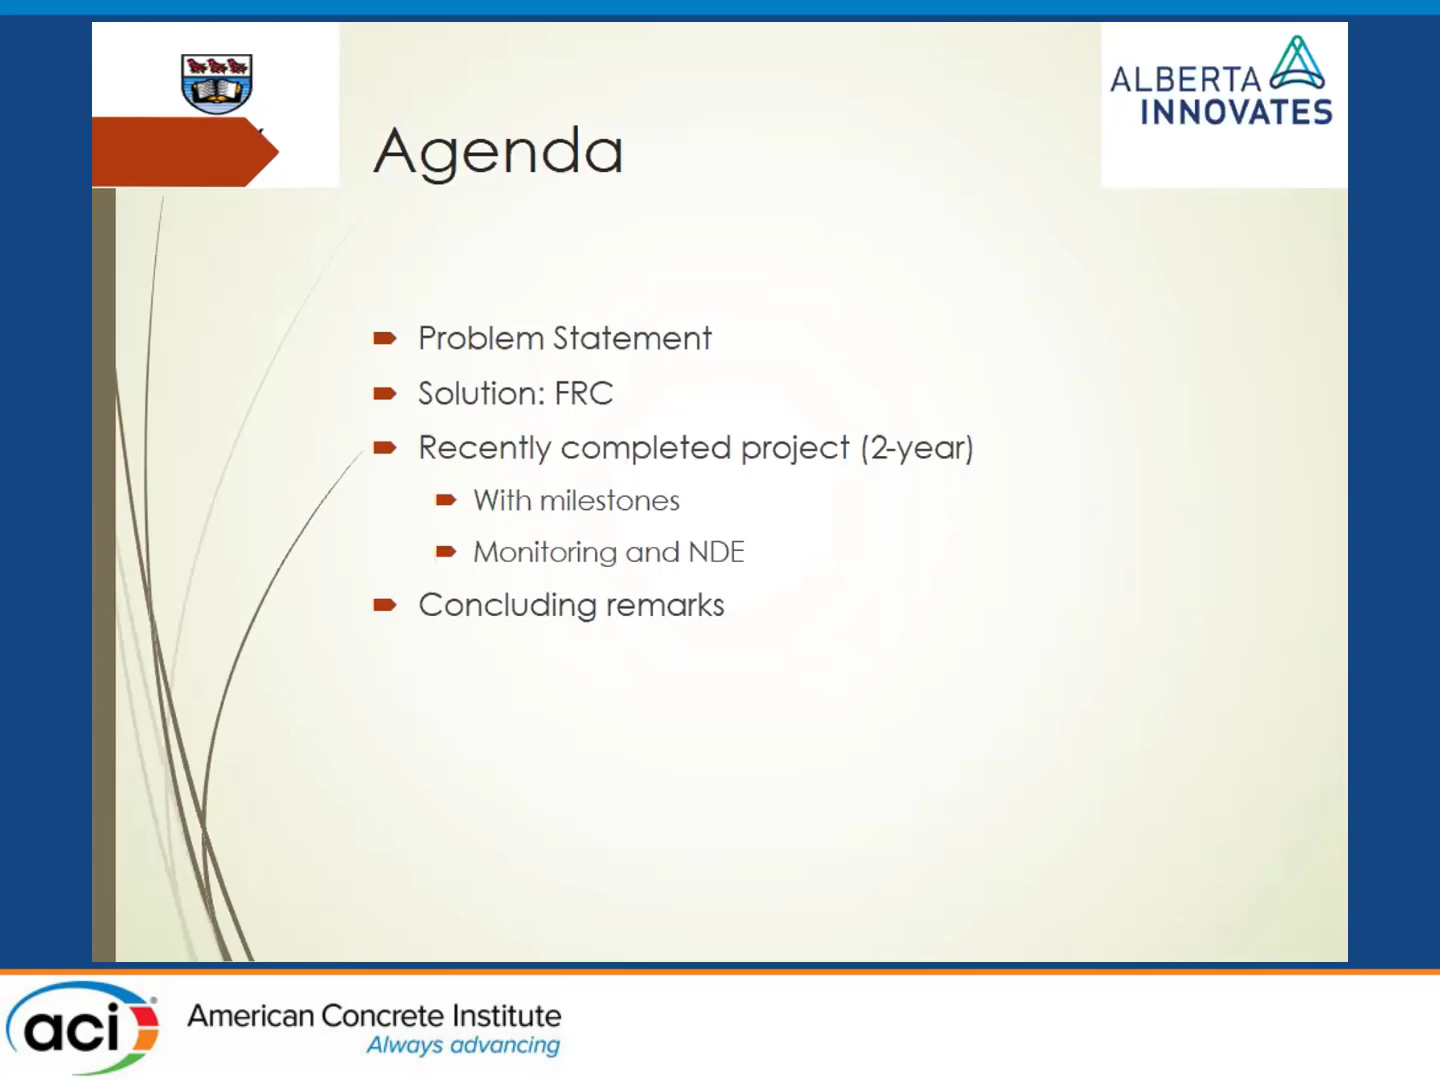 ALBERTA
INNOVATES
Agenda
Problem Statement
Solution: FRC
Recently completed project (2-year)
With milestones
Monitoring and NDE
Concluding remarks
aci®
American Concrete Institute
Always advancing